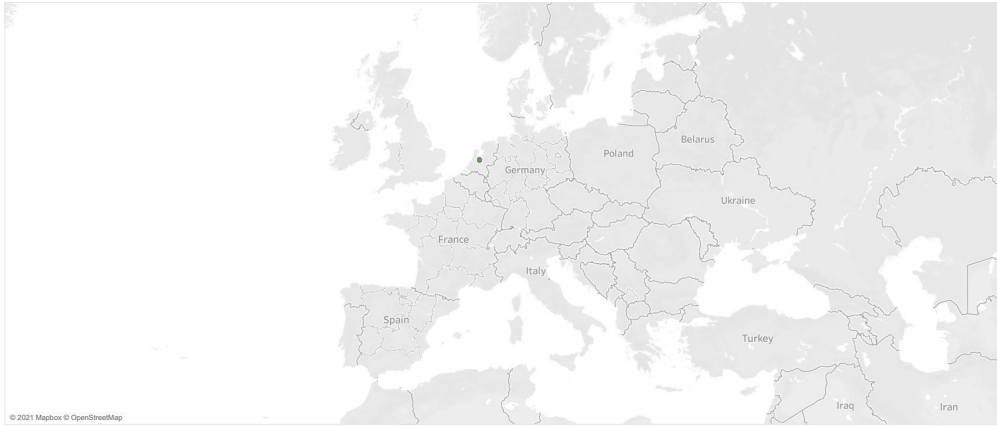 Belarus
Poland
Germany
Ukraine
France
Italy
Spain
Turkey
Iraq
Iran
© 2021 Mapbox © OpenStreetMap